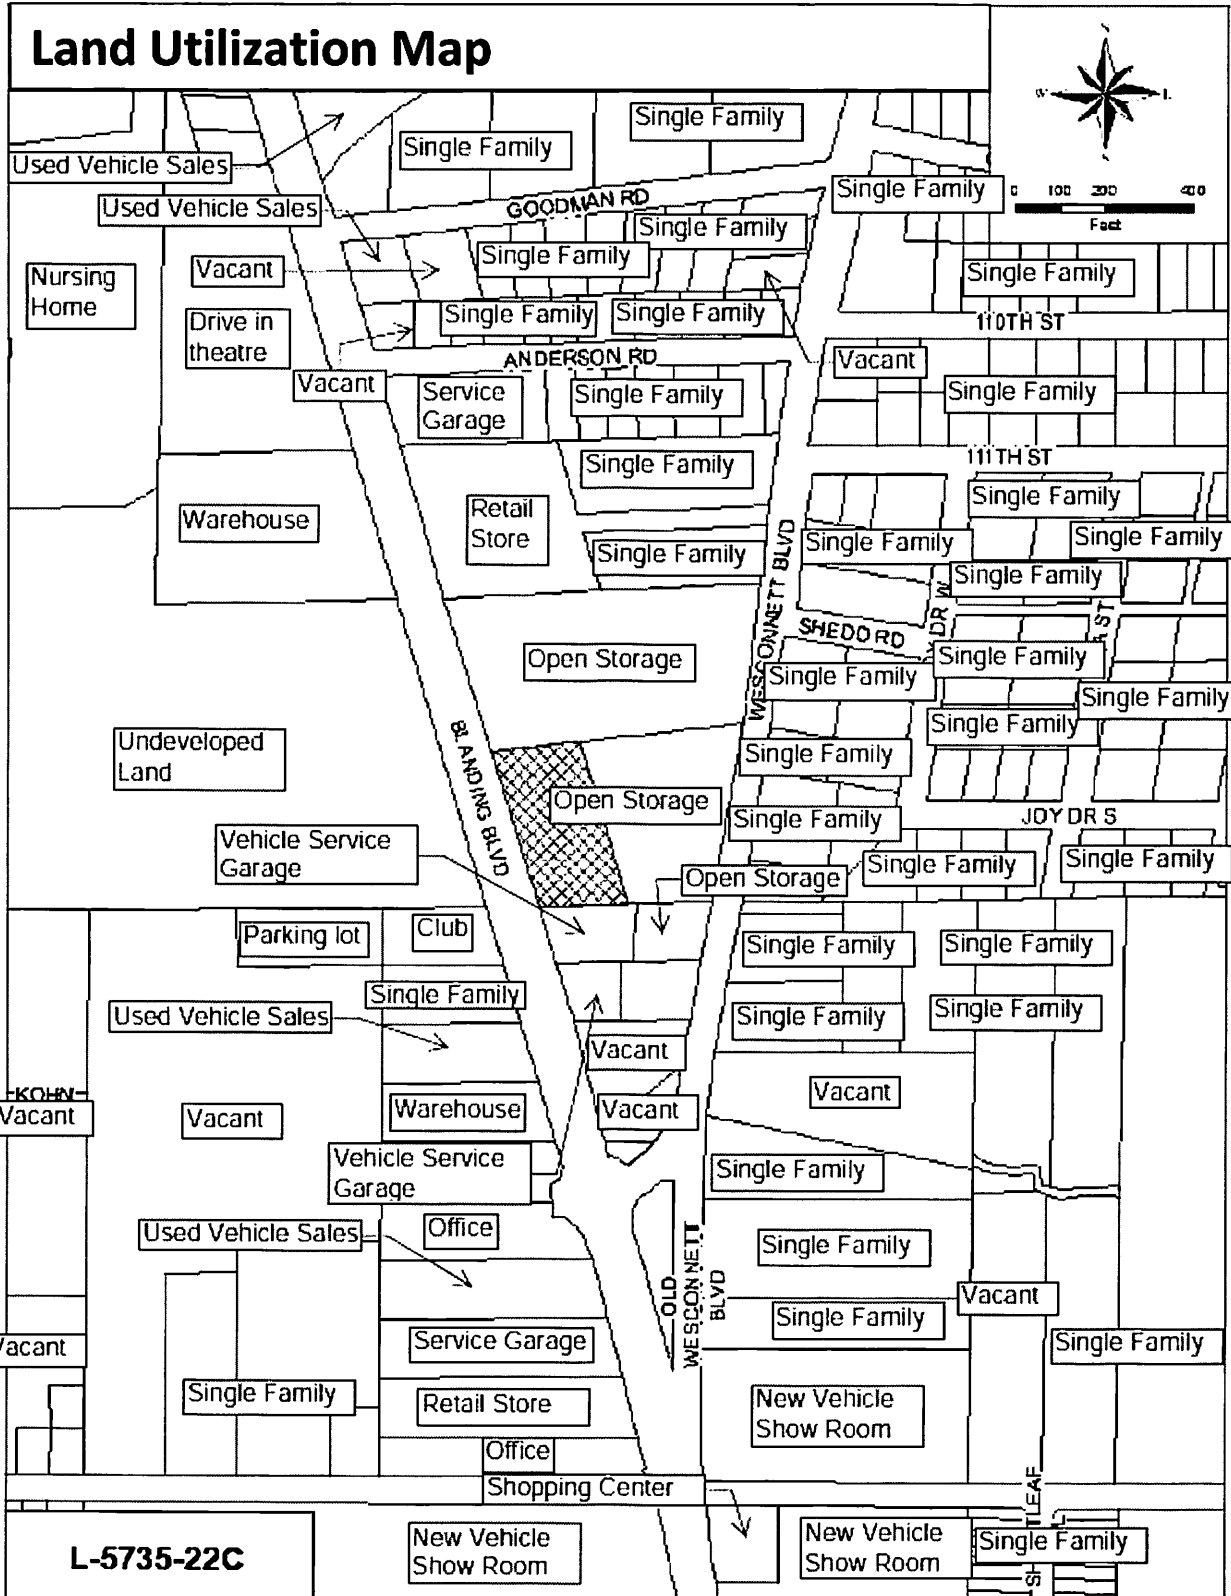 Land Utilization Map
W
0 100 200 400
Feet
Single Family
Single Family
Used Vehicle Sales
Single Family
Used Vehicle Sales
GOODMAN RD
Single Family
Single Family
Vacant
Single Family
Nursing
Home
Drive in
theatre
Single Family
Single Family
110TH ST
ANDERSON RD
Vacant
Vacant
Service
Garage
Single Family
Single Family
111TH ST
Single Family
Single Family
Warehouse
Retail
Store
Single Family
Single Family
Single Family
Single Family
WESCONNETT BLVD
SHEDD RD
DR W
ST
Open Storage
Single Family
Single Family
Single Family
Single Family
Undeveloped
Land
BLANDING BLVD
Single Family
Open Storage
Single Family
JOY DR S
Vehicle Service
Garage
Single Family
Single Family
Open Storage
Parking lot
Club
Single Family
Single Family
Single Family
Used Vehicle Sales
Single Family
Single Family
Vacant
KOHN
Vacant
Vacant
Warehouse
Vacant
Vacant
Vehicle Service
Garage
Single Family
Used Vehicle Sales
Office
Single Family
OLD
WESCONNETT
BLVD
Vacant
Single Family
Service Garage
Single Family
Vacant
Single Family
Retail Store
New Vehicle
Show Room
Office
Shopping Center
L-5735-22C
New Vehicle
Show Room
New Vehicle
Show Room
Single Family